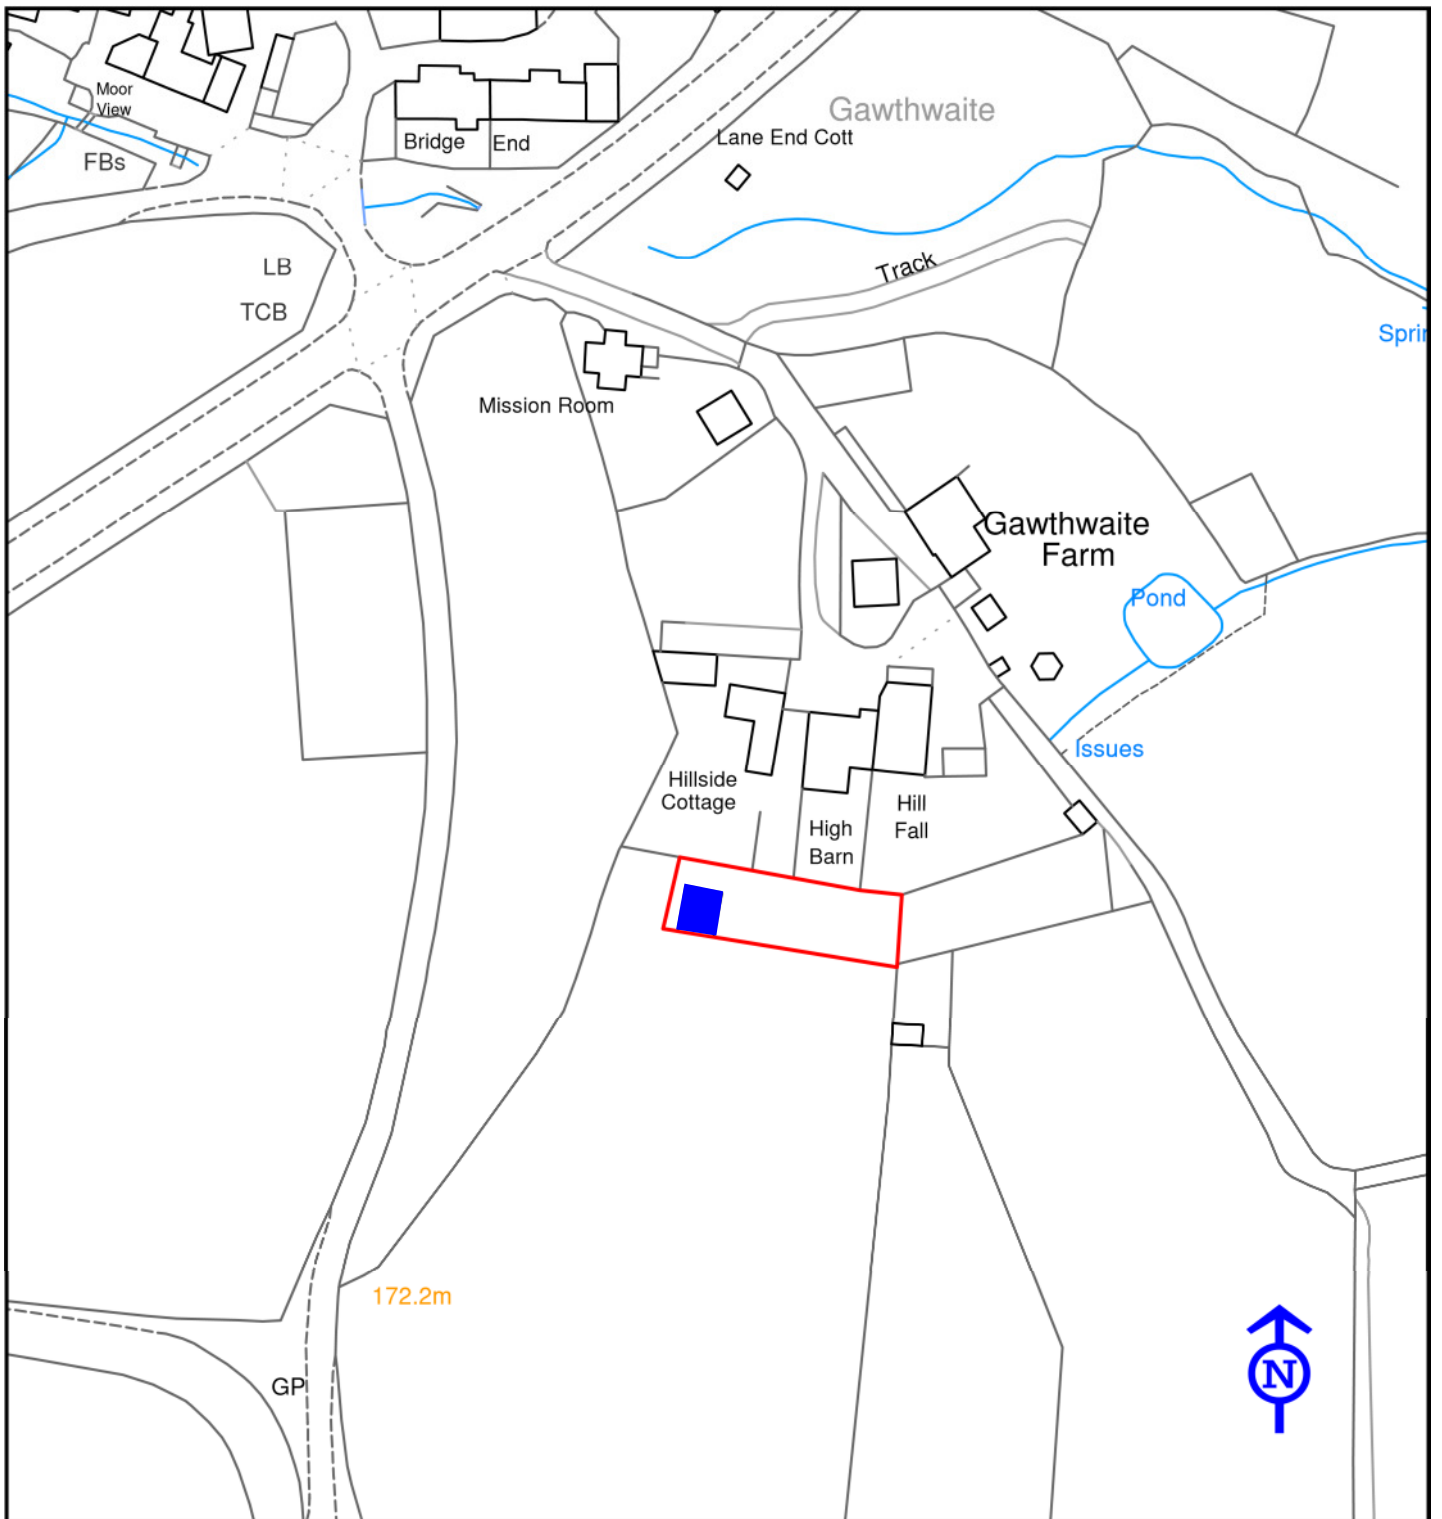 Moor
View
Gawthwaite
Lane End Cott
Bridge End
FBs
Track
LB
TCB
Sprin
Mission Room
Gawthwaite
Farm
Pond
Issues
Hillside
Cottage
Hill
Fall
High
Barn
172.2m
GP
N